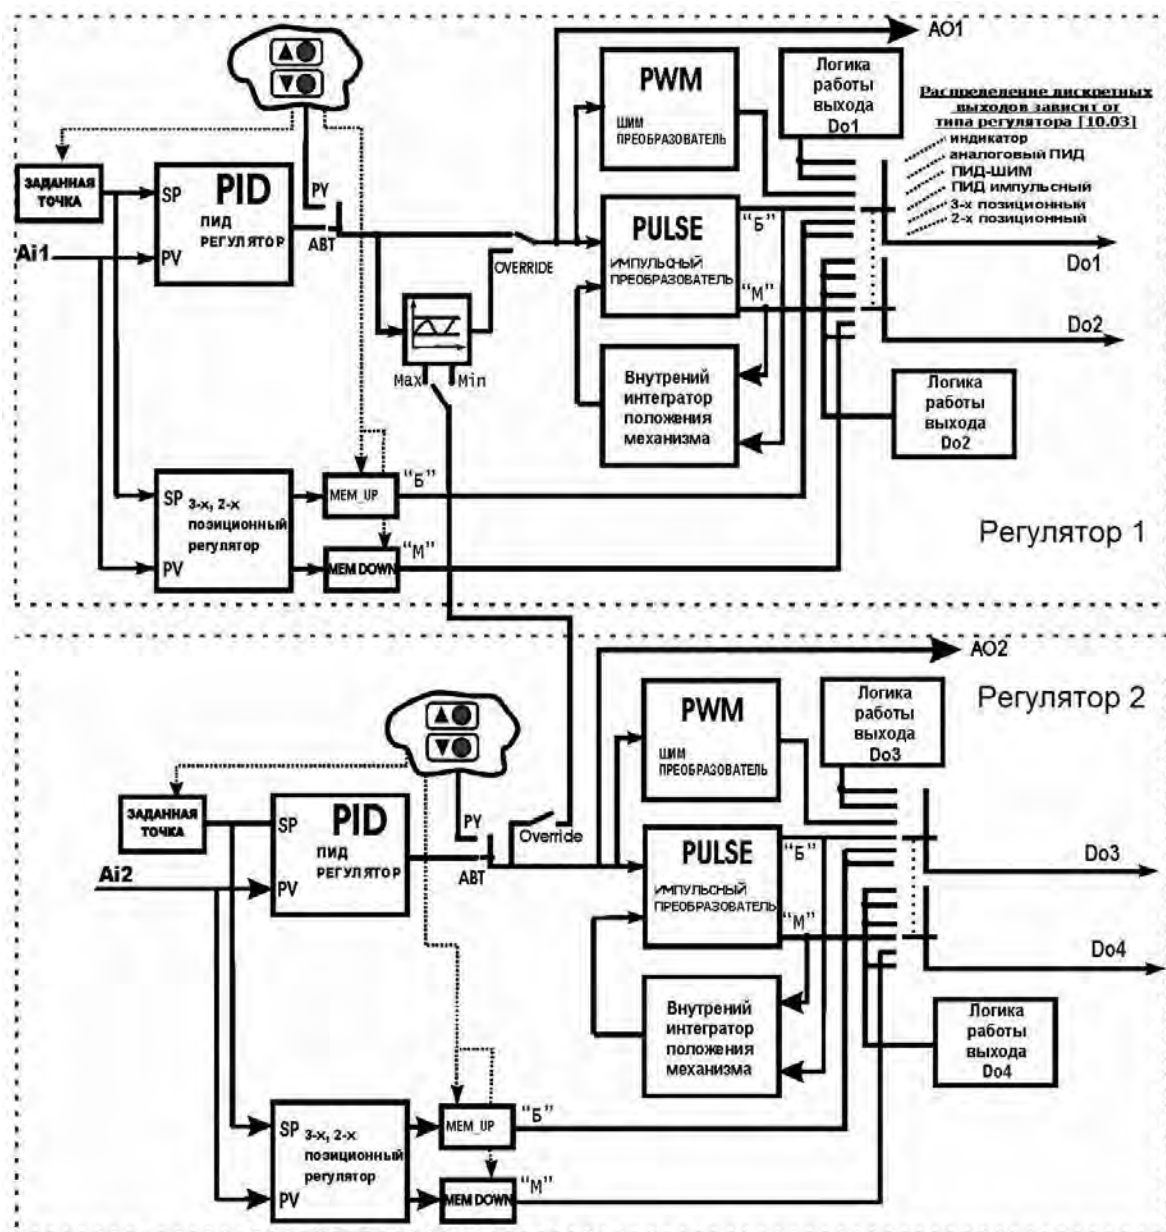 AO1
PWM
ШИМ
ПРЕОБРАЗОВАТЕЛЬ
Логика
работы
выхода
Do1
Распределение дискретных
выходов зависит от
типа регулятора [10.03]
индикатор
аналоговый ПИД
ПИД-ШИМ
ПИД импульсный
3-х позиционный
2-х позиционный
ЗАДАННАЯ
ТОЧКА
SP
PID
ПИД
РЕГУЛЯТОР
PV
Ai1
РУ
АВТ
OVERRIDE
PULSE
ИМПУЛЬСНЫЙ
ПРЕОБРАЗОВАТЕЛЬ
"Б"
"М"
Do1
Do2
Max
Min
Внутрений
интегратор
положения
механизма
Логика
работы
выхода
Do2
SP
3-х, 2-х
позиционный
регулятор
PV
MEM_UP
"Б"
MEM DOWN
"М"
Регулятор 1
AO2
Регулятор 2
PWM
ШИМ
ПРЕОБРАЗОВАТЕЛЬ
Логика
работы
выхода
Do3
ЗАДАННАЯ
ТОЧКА
SP
PID
ПИД
РЕГУЛЯТОР
PV
Ai2
РУ
АВТ
Override
PULSE
ИМПУЛЬСНЫЙ
ПРЕОБРАЗОВАТЕЛЬ
"Б"
"М"
Do3
Do4
Внутрений
интегратор
положения
механизма
Логика
работы
выхода
Do4
SP
3-х, 2-х
позиционный
регулятор
PV
MEM_UP
"Б"
MEM DOWN
"М"